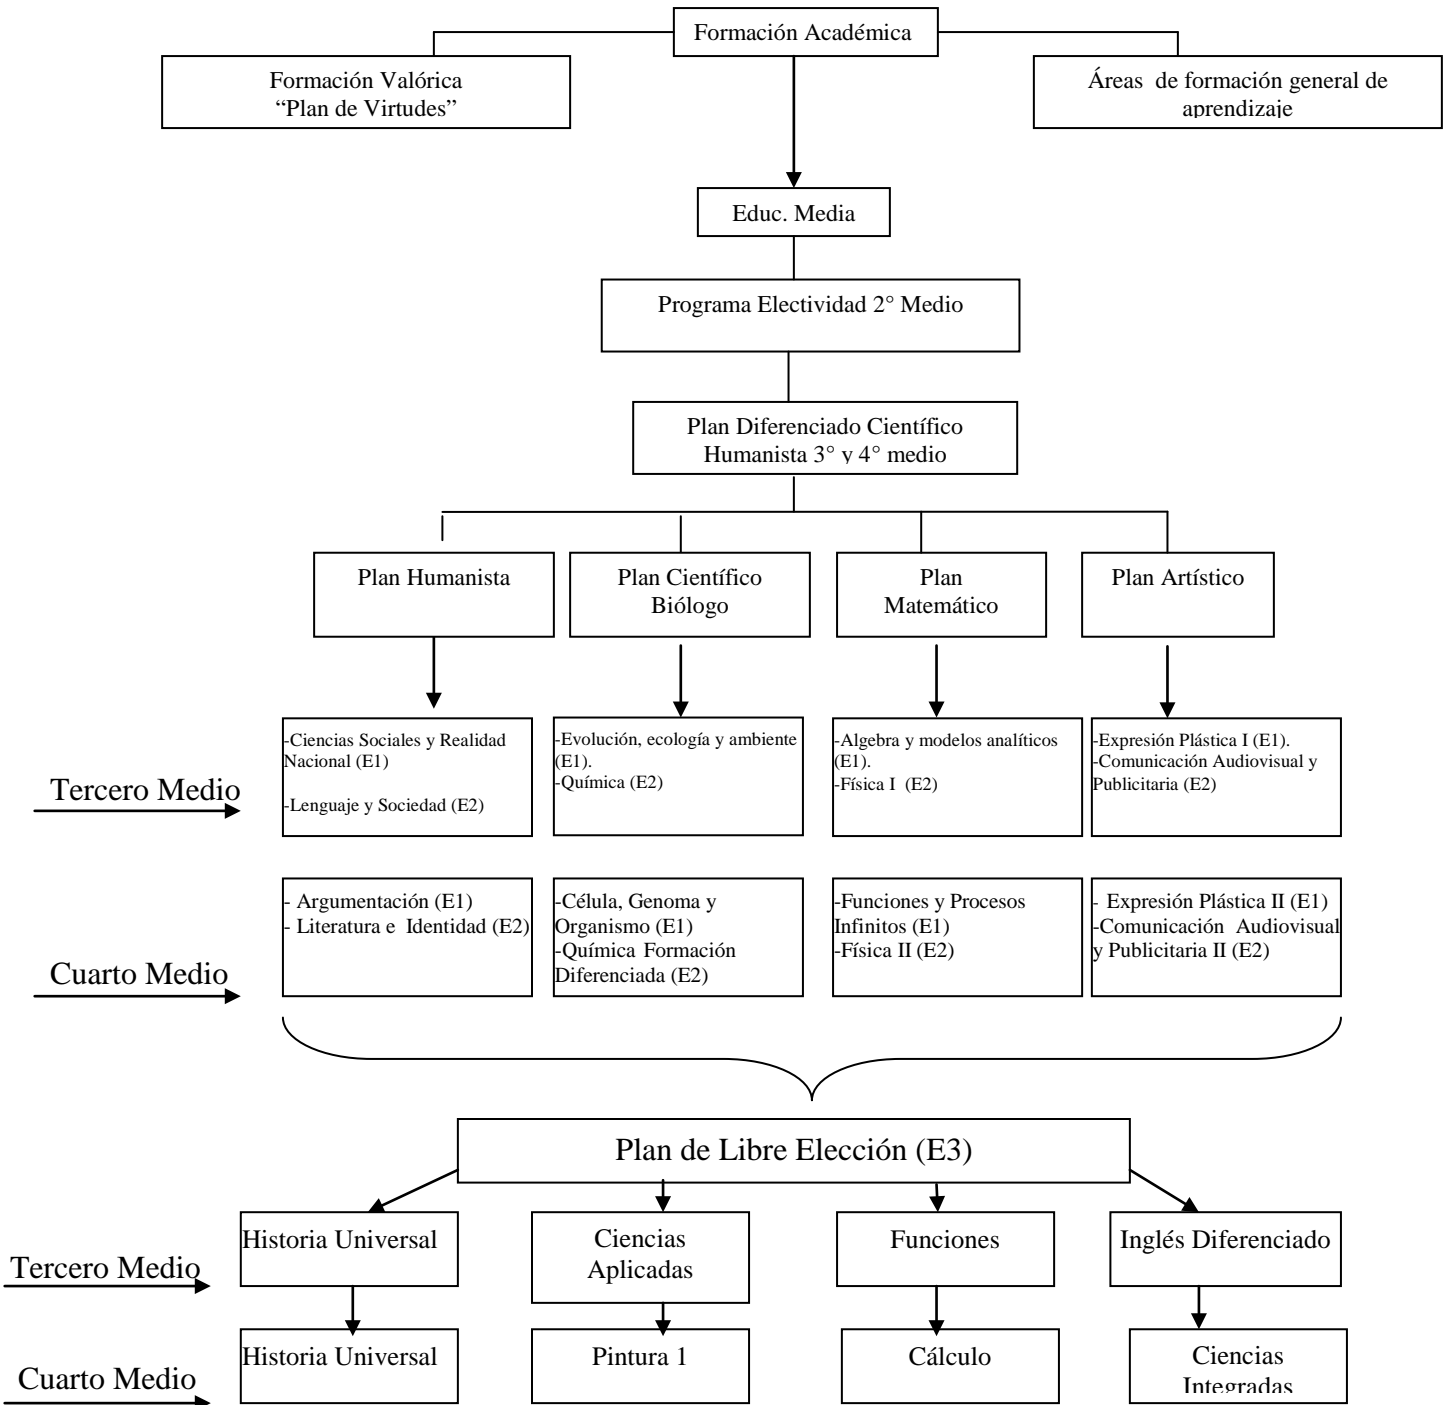 Formación Académica
Formación Valórica
“Plan de Virtudes”
Áreas de formación general de
aprendizaje
Educ. Media
Programa Electividad 2° Medio
Plan Diferenciado Científico
Humanista 3° y 4° medio
Plan Humanista
Plan Científico
Biólogo
Plan
Matemático
Plan Artístico
Tercero Medio
-Ciencias Sociales y Realidad
Nacional (E1)
-Lenguaje y Sociedad (E2)
-Evolución, ecología y ambiente
(E1).
-Química (E2)
-Algebra y modelos analíticos
(E1).
-Física I (E2)
-Expresión Plástica I (E1).
-Comunicación Audiovisual y
Publicitaria (E2)
Cuarto Medio
- Argumentación (E1)
- Literatura e Identidad (E2)
-Célula, Genoma y
Organismo (E1)
-Química Formación
Diferenciada (E2)
-Funciones y Procesos
Infinitos (E1)
-Física II (E2)
- Expresión Plástica II (E1)
-Comunicación Audiovisual
y Publicitaria II (E2)
Plan de Libre Elección (E3)
Tercero Medio
Historia Universal
Ciencias
Aplicadas
Funciones
Inglés Diferenciado
Cuarto Medio
Historia Universal
Pintura 1
Cálculo
Ciencias
Integradas